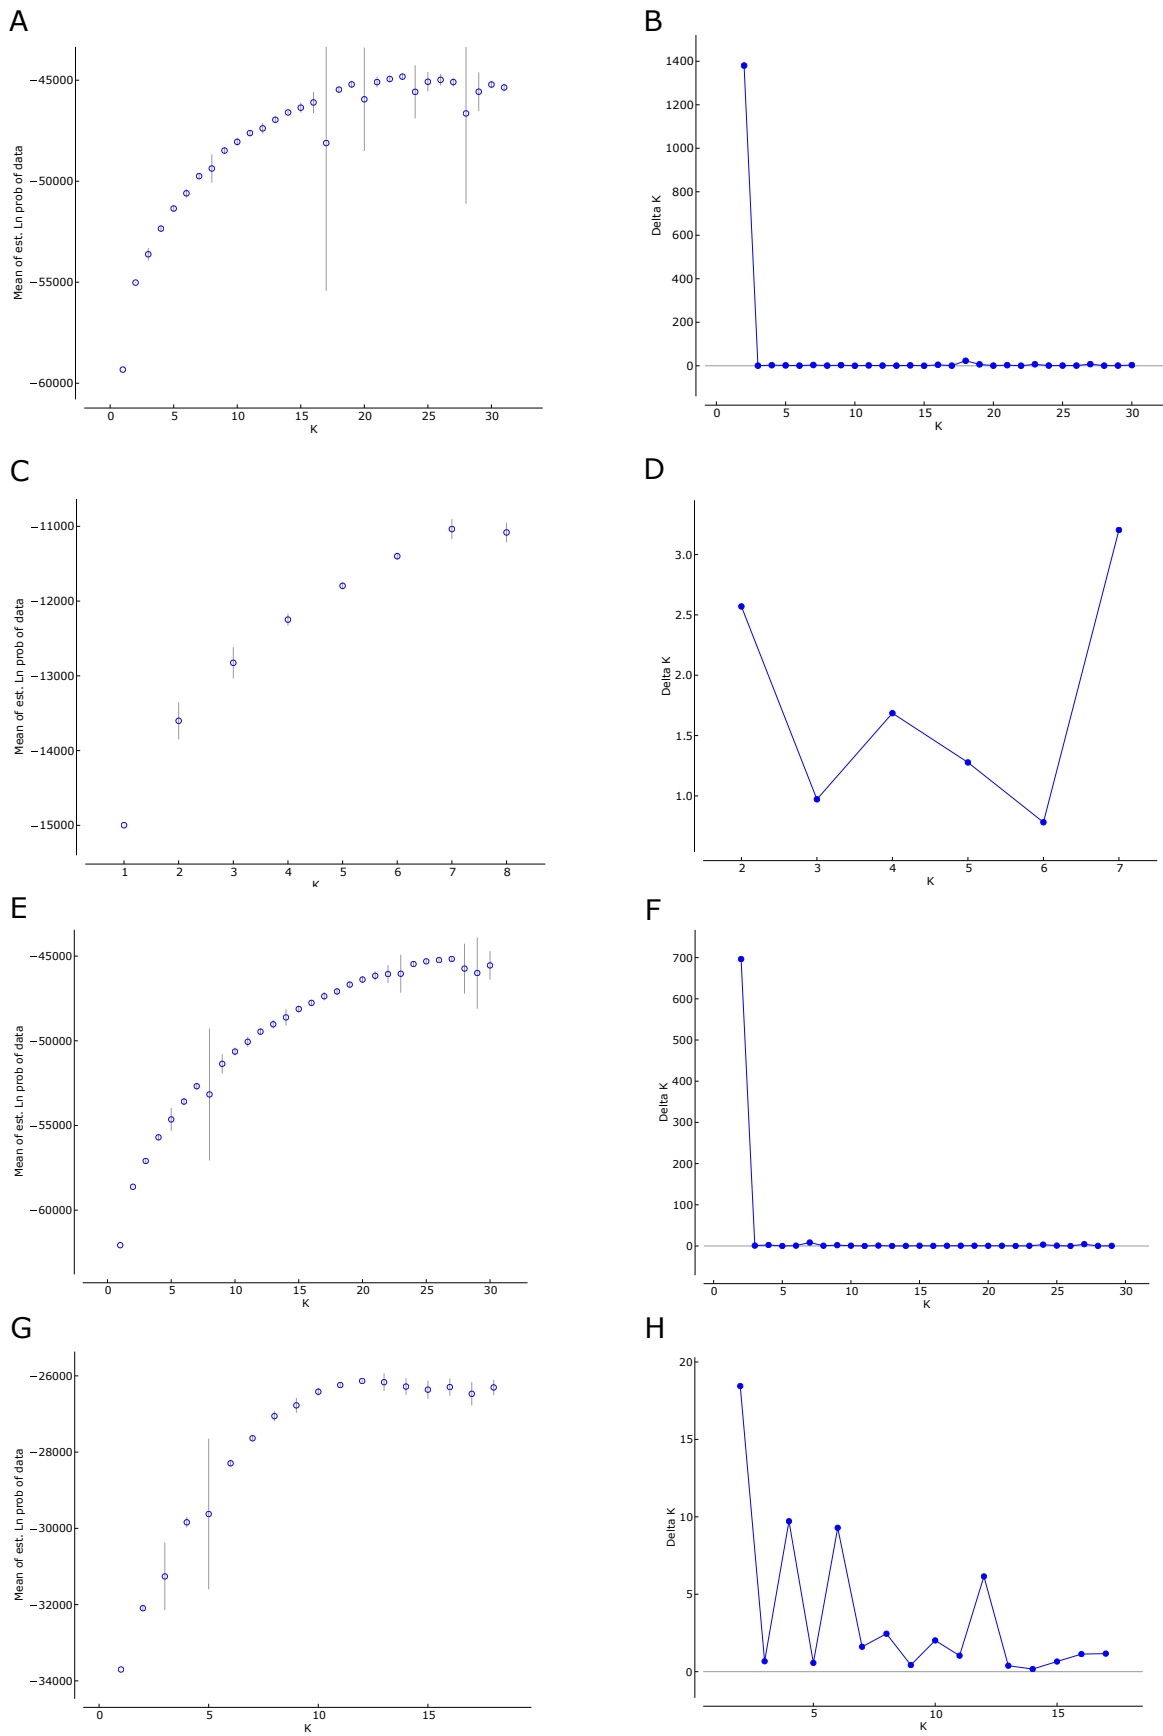 A
Mean of est. Ln prob of data
−45000
−50000
−55000
−60000
0 5 10 15 20 25 30
K
B
Delta K
1400
1200
1000
800
600
400
200
0
0 5 10 15 20 25 30
K
C
Mean of est. Ln prob of data
−11000
−12000
−13000
−14000
−15000
1 2 3 4 5 6 7 8
K
D
Delta K
3.0
2.5
2.0
1.5
1.0
2 3 4 5 6 7
K
E
Mean of est. Ln prob of data
−45000
−50000
−55000
−60000
0 5 10 15 20 25 30
K
F
Delta K
700
600
500
400
300
200
100
0
0 5 10 15 20 25 30
K
G
Mean of est. Ln prob of data
−26000
−28000
−30000
−32000
−34000
0 5 10 15
K
H
Delta K
20
15
10
5
0
5 10 15
K